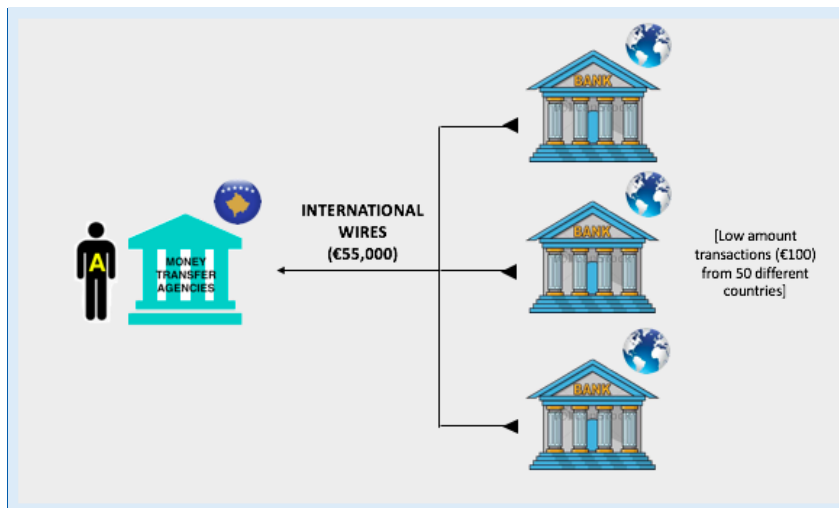 BANK
INTERNATIONAL
WIRES
(€55,000)
A
MONEY
TRANSFER
AGENCIES
BANK
[Low amount
transactions (€100)
from 50 different
countries]
BANK